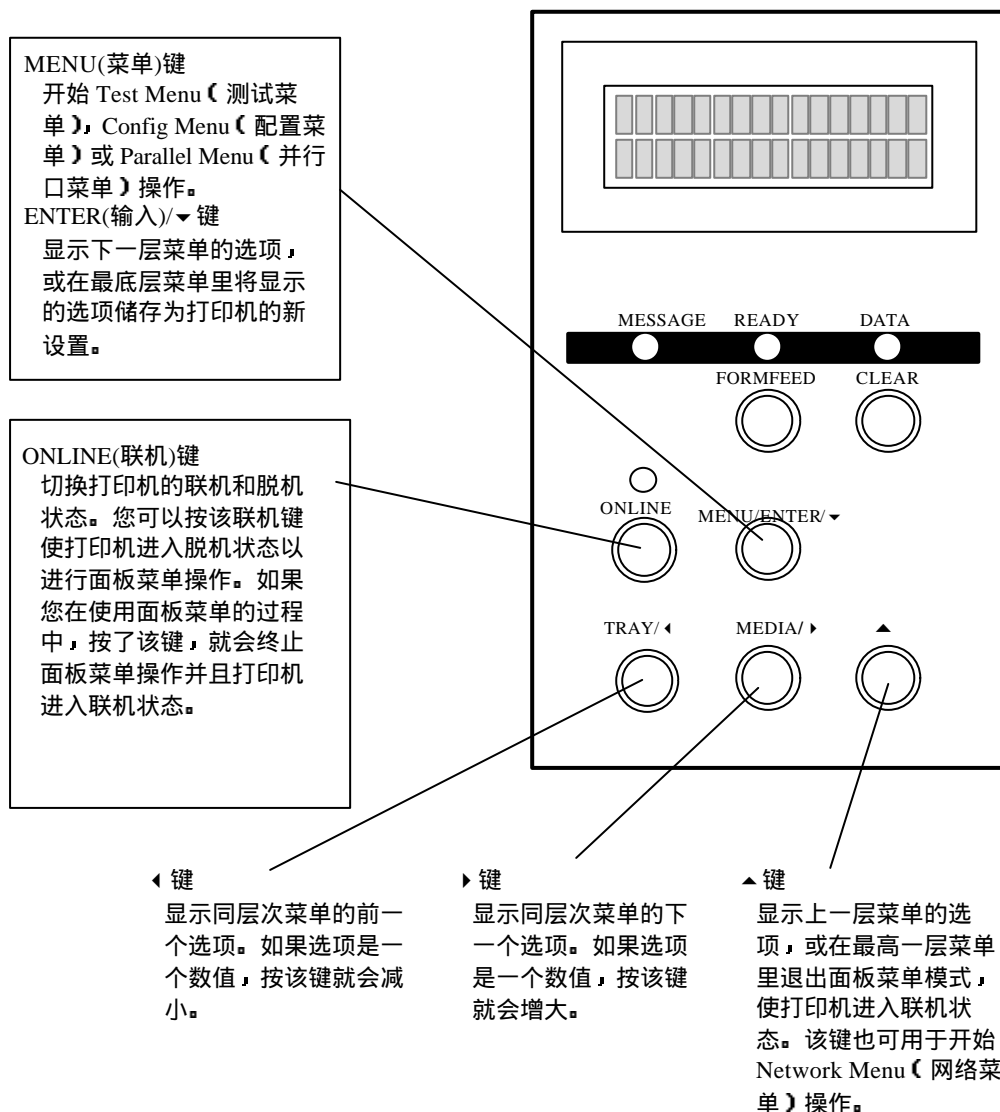 MENU(菜单)键
开始 Test Menu（测试菜
单），Config Menu（配置菜
单）或 Parallel Menu（并行
口菜单）操作。
ENTER(输入)/▼键
显示下一层菜单的选项，
或在最底层菜单里将显示
的选项储存为打印机的新
设置。
ONLINE(联机)键
切换打印机的联机和脱机
状态。您可以按该联机键
使打印机进入脱机状态以
进行面板菜单操作。如果
您在使用面板菜单的过程
中，按了该键，就会终止
面板菜单操作并且打印机
进入联机状态。
MESSAGE READY DATA
FORMFEED CLEAR
ONLINE MENU/ENTER/▼
TRAY/◀ MEDIA/▶ ▲
◀键
显示同层次菜单的前一
个选项。如果选项是一
个数值，按该键就会减
小。
▶键
显示同层次菜单的下
一个选项。如果选项
是一个数值，按该键
就会增大。
▲键
显示上一层菜单的选
项，或在最高一层菜单
里退出面板菜单模式，
使打印机进入联机状
态。该键也可用于开始
Network Menu（网络菜
单）操作。